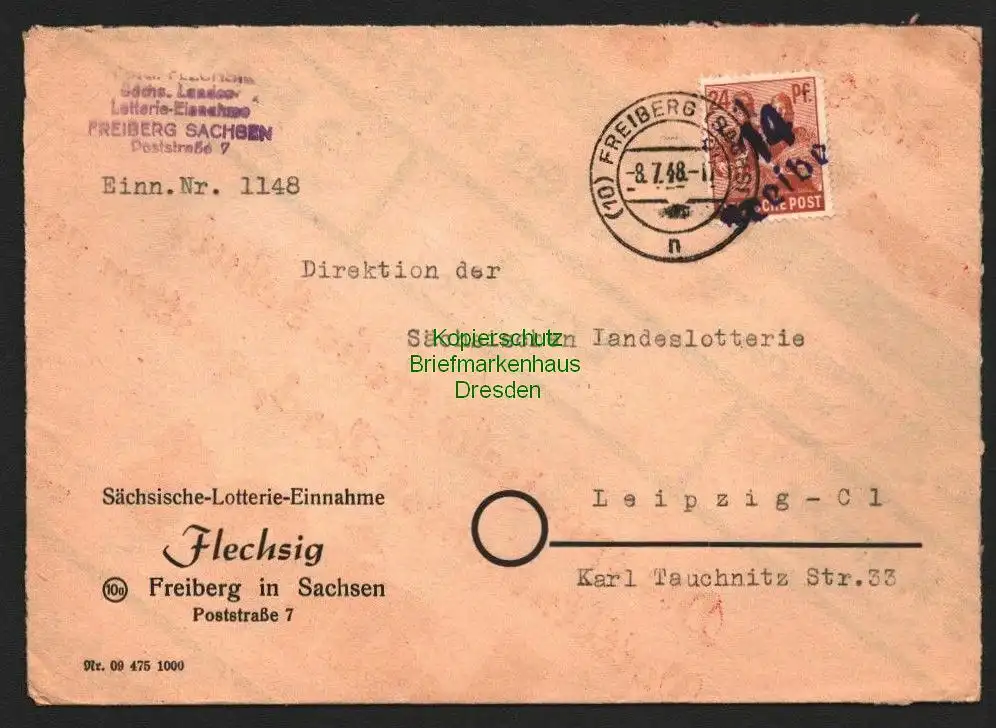 Sächs. Landes-
Lotterie-Einnahme
FREIBERG SACHSEN
Poststraße 7
Einn.Nr. 1148
(10) FREIBERG
-8.7.48.-
n
24 Pf.
14
POST
Direktion der
Sächsischen Landeslotterie
Kopierschutz
Briefmarkenhaus
Dresden
Sächsische-Lotterie-Einnahme
Flechsig
10a Freiberg in Sachsen
Poststraße 7
Leipzig-C1
Karl Tauchnitz Str.33
Nr. 09 475 1000